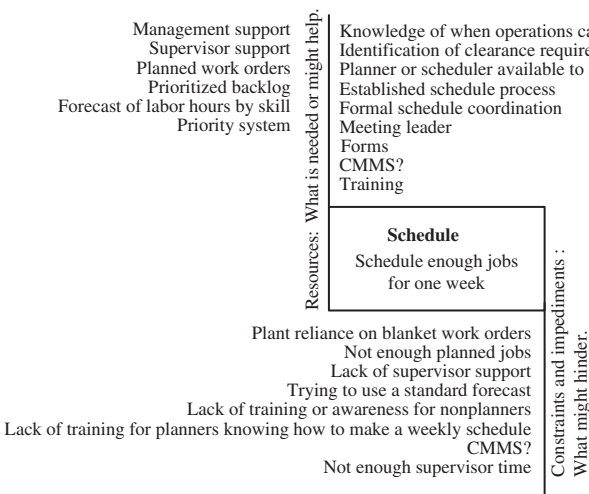 Management support
Supervisor support
Planned work orders
Prioritized backlog
Forecast of labor hours by skill
Priority system
Resources: What is needed or might help.
Knowledge of when operations
Identification of clearance
Planner or scheduler available to
Established schedule process
Formal schedule coordination
Meeting leader
Forms
CMMS?
Training
Schedule
Schedule enough jobs
for one week
Plant reliance on blanket work orders
Not enough planned jobs
Lack of supervisor support
Trying to use a standard forecast
Lack of training or awareness for nonplanners
Lack of training for planners knowing how to make a weekly schedule
CMMS?
Not enough supervisor time
Constraints and impediments :
What might hinder.